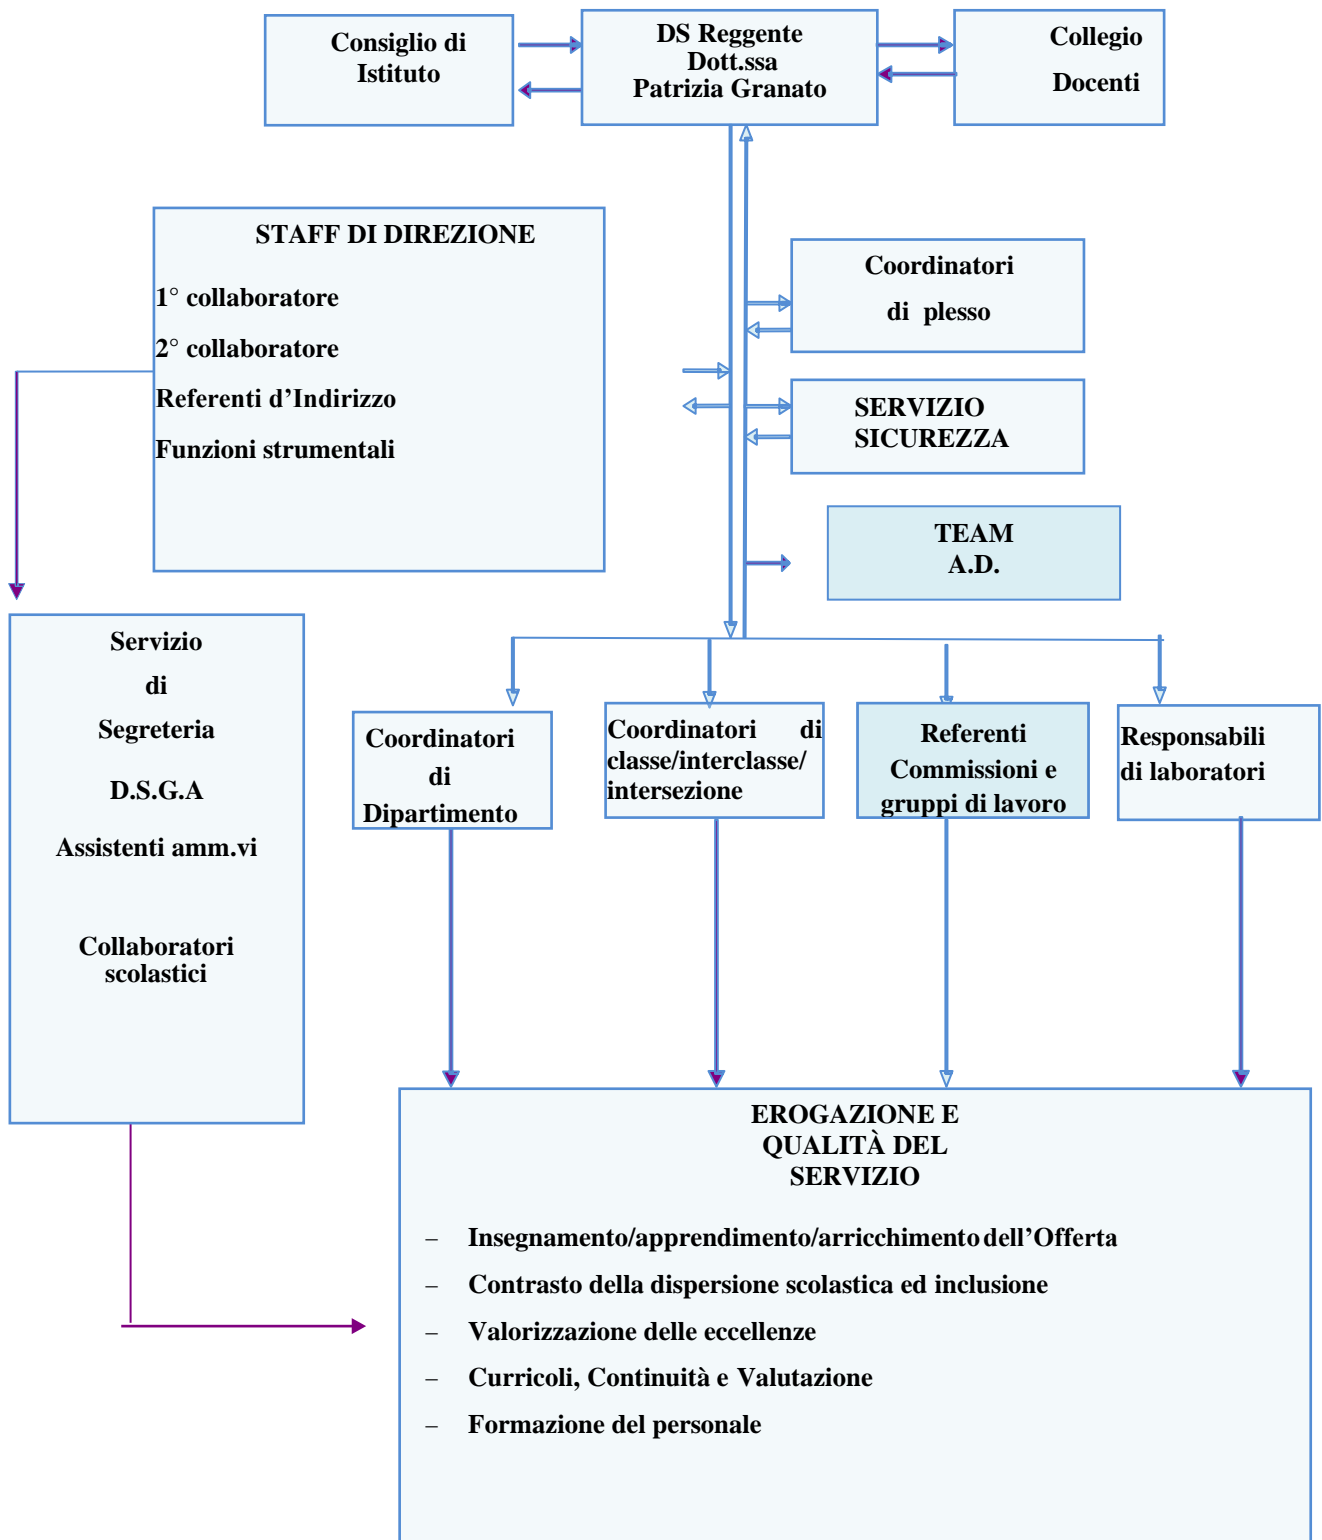 Consiglio di
Istituto
DS Reggente
Dott.ssa
Patrizia Granato
Collegio
Docenti
STAFF DI DIREZIONE
1° collaboratore
2° collaboratore
Referenti d’Indirizzo
Funzioni strumentali
Coordinatori
di plesso
SERVIZIO
SICUREZZA
TEAM
A.D.
Servizio
di
Segreteria
D.S.G.A
Assistenti amm.vi
Collaboratori
scolastici
Coordinatori
di
Dipartimento
Coordinatori di
classe/interclasse/
intersezione
Referenti
Commissioni e
gruppi di lavoro
Responsabili
di laboratori
EROGAZIONE E
QUALITÀ DEL
SERVIZIO
– Insegnamento/apprendimento/arricchimento dell’Offerta
– Contrasto della dispersione scolastica ed inclusione
– Valorizzazione delle eccellenze
– Curricoli, Continuità e Valutazione
– Formazione del personale